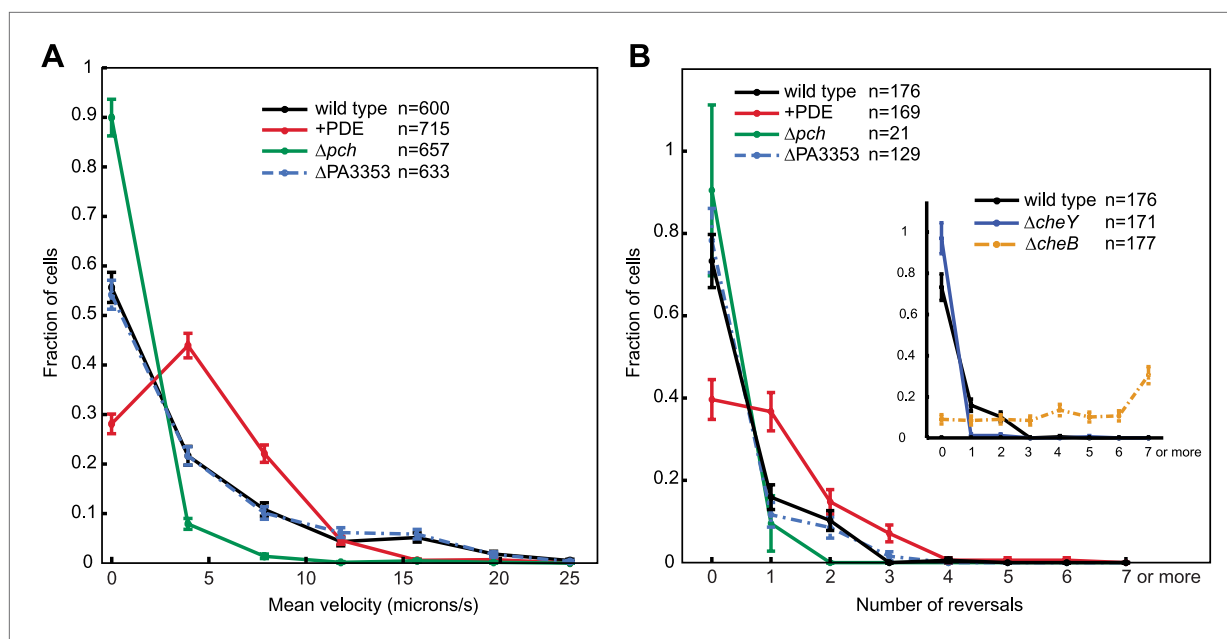 A
1
0.9
0.8
0.7
0.6
0.5
0.4
0.3
0.2
0.1
0
Fraction of cells
wild type n=600
+PDE n=715
Δpch n=657
ΔPA3353 n=633
0 5 10 15 20 25
Mean velocity (microns/s)
B
1
0.8
0.6
0.4
0.2
0
Fraction of cells
wild type n=176
+PDE n=169
Δpch n=21
ΔPA3353 n=129
wild type n=176
ΔcheY n=171
ΔcheB n=177
1
0.8
0.6
0.4
0.2
0
0 1 2 3 4 5 6 7 or more
0 1 2 3 4 5 6 7 or more
Number of reversals